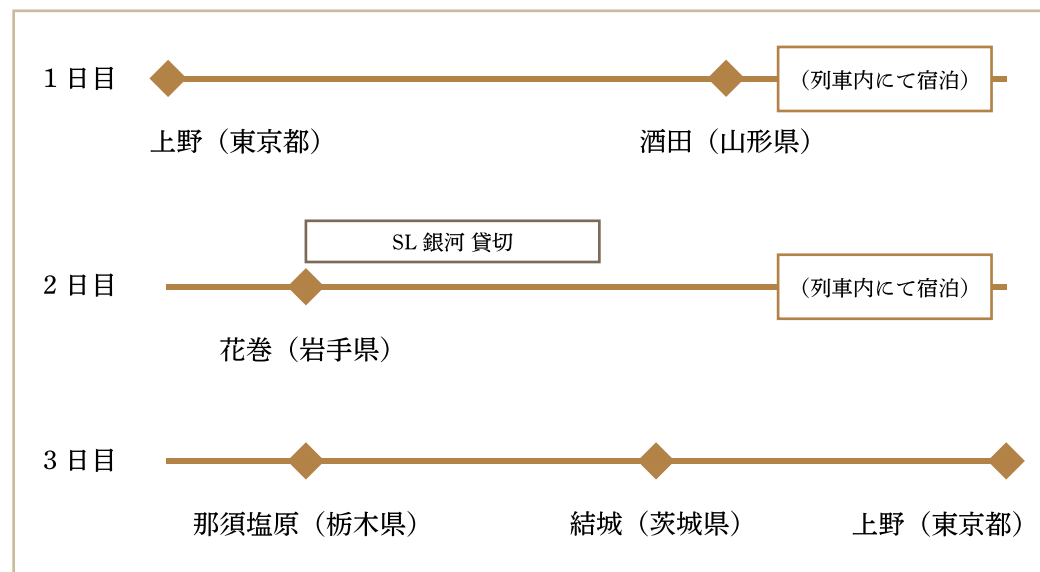 1日目
(列車内にて宿泊)
上野(東京都)
酒田(山形県)
SL 銀河 貸切
2日目
(列車内にて宿泊)
花巻(岩手県)
3日目
那須塩原(栃木県)
結城(茨城県)
上野(東京都)